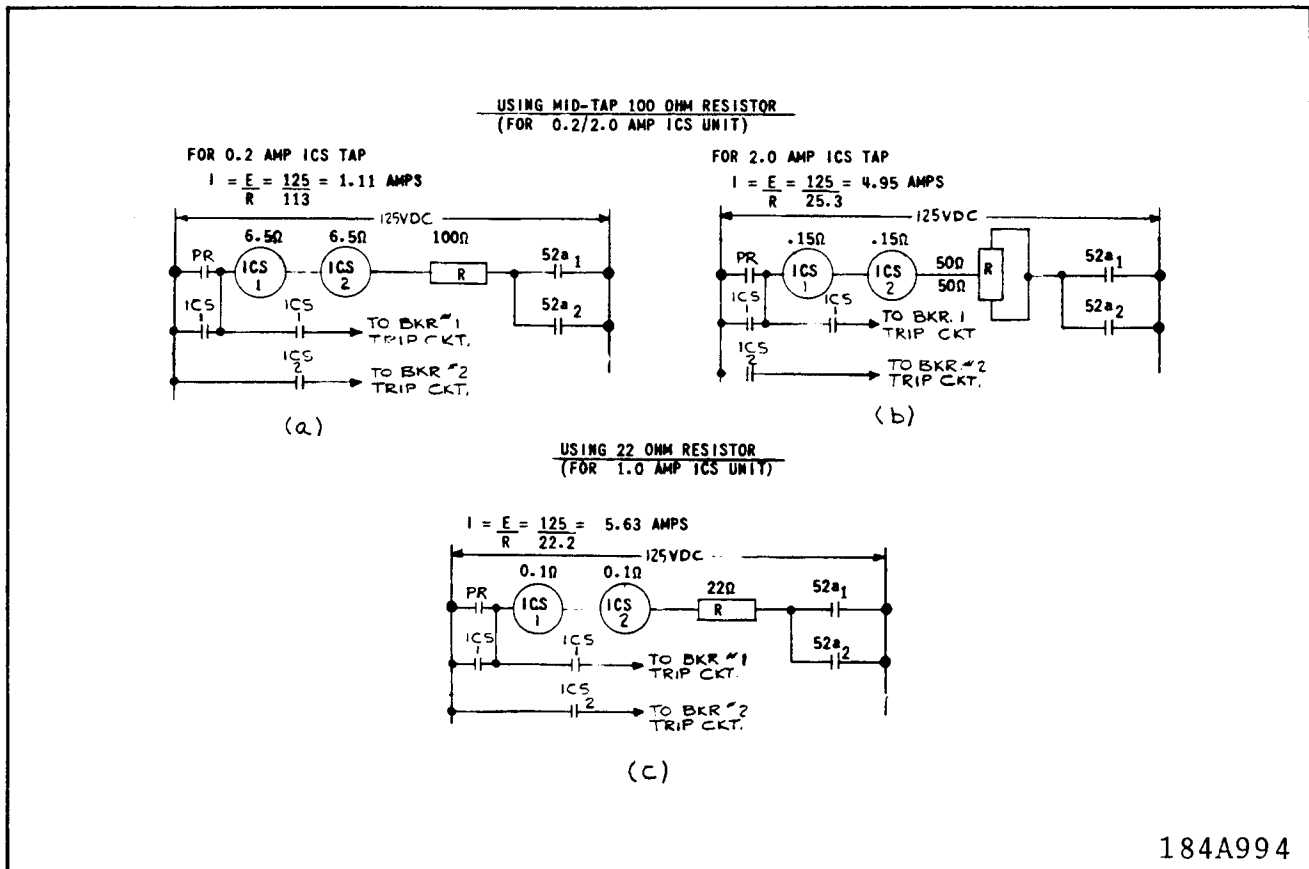 USING MID-TAP 100 OHM RESISTOR
(FOR 0.2/2.0 AMP ICS UNIT)
FOR 0.2 AMP ICS TAP
I = E/R = 125/113 = 1.11 AMPS
125VDC
6.5Ω 6.5Ω 100Ω
PR ICS 1 ICS 2 R 52a1
ICS 1 ICS 1 52a2
TO BKR #1
TRIP CKT.
ICS 2
TO BKR #2
TRIP CKT.
(a)
FOR 2.0 AMP ICS TAP
I = E/R = 125/25.3 = 4.95 AMPS
125VDC
.15Ω .15Ω 50Ω
50Ω
PR ICS 1 ICS 2 R 52a1
ICS 1 ICS 1 52a2
TO BKR. 1
TRIP CKT
ICS 2
TO BKR. #2
TRIP CKT.
(b)
USING 22 OHM RESISTOR
(FOR 1.0 AMP ICS UNIT)
I = E/R = 125/22.2 = 5.63 AMPS
125VDC
0.1Ω 0.1Ω 22Ω
PR ICS 1 ICS 2 R 52a1
ICS 1 ICS 1 52a2
TO BKR #1
TRIP CKT.
ICS 2
TO BKR #2
TRIP CKT.
(c)
184A994